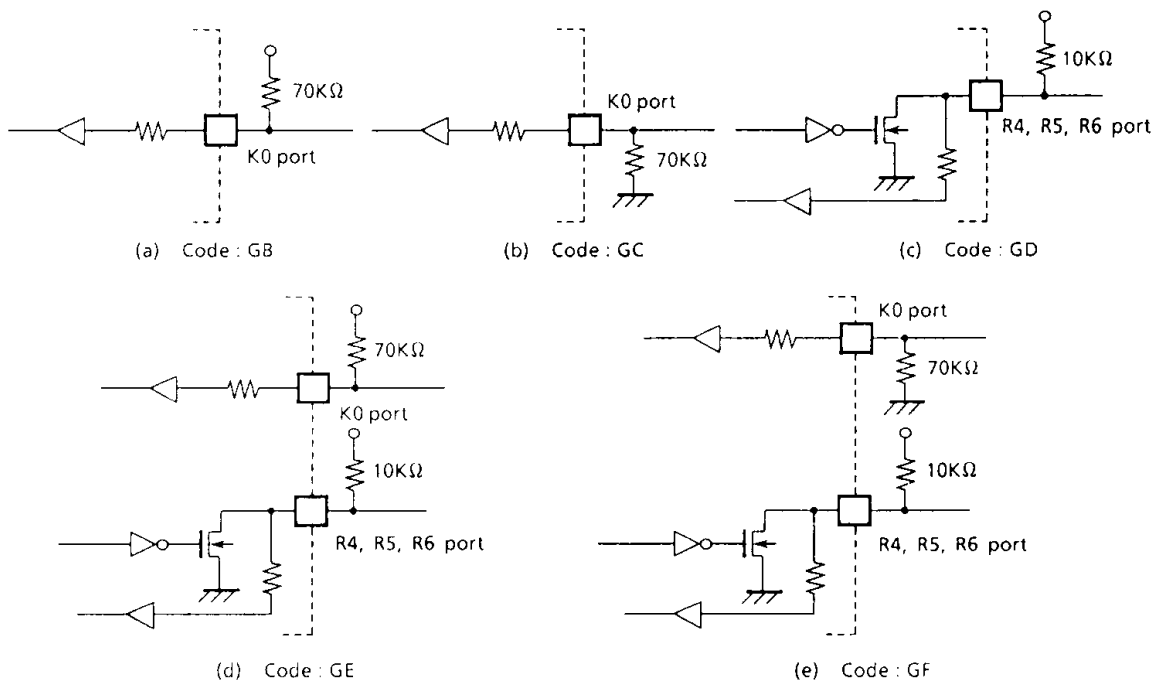 70KΩ
K0 port
(a) Code : GB
K0 port
70KΩ
(b) Code : GC
10KΩ
R4, R5, R6 port
(c) Code : GD
70KΩ
K0 port
10KΩ
R4, R5, R6 port
(d) Code : GE
K0 port
70KΩ
10KΩ
R4, R5, R6 port
(e) Code : GF